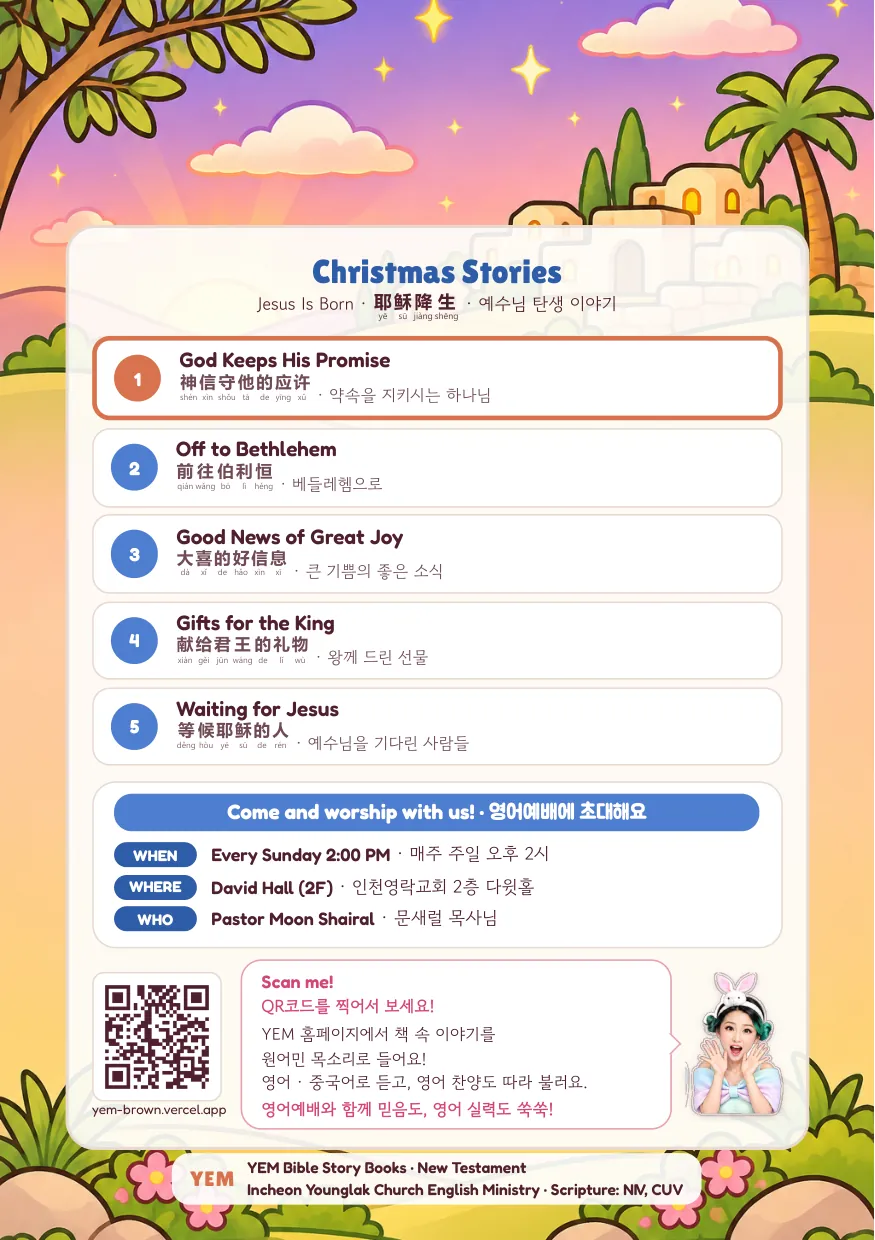 Christmas Stories
Jesus Is Born · 耶稣降生 · 예수님 탄생 이야기
yē sū jiàng shēng
1
God Keeps His Promise
神信守他的应许 · 약속을 지키시는 하나님
shén xìn shǒu tā de yīng xǔ
2
Off to Bethlehem
前往伯利恒 · 베들레헴으로
qián wǎng bó lì héng
3
Good News of Great Joy
大喜的好信息 · 큰 기쁨의 좋은 소식
dà xǐ de hǎo xìn xī
4
Gifts for the King
献给君王的礼物 · 왕께 드린 선물
xiàn gěi jūn wáng de lǐ wù
5
Waiting for Jesus
等候耶稣的人 · 예수님을 기다린 사람들
děng hòu yē sū de rén
Come and worship with us! · 영어예배에 초대해요
WHEN Every Sunday 2:00 PM · 매주 주일 오후 2시
WHERE David Hall (2F) · 인천영락교회 2층 다윗홀
WHO Pastor Moon Shairal · 문새럴 목사님
Scan me!
QR코드를 찍어서 보세요!
YEM 홈페이지에서 책 속 이야기를
원어민 목소리로 들어요!
영어 · 중국어로 듣고, 영어 찬양도 따라 불러요.
영어예배와 함께 믿음도, 영어 실력도 쑥쑥!
yem-brown.vercel.app
YEM
YEM Bible Story Books · New Testament
Incheon Younglak Church English Ministry · Scripture: NIV, CUV